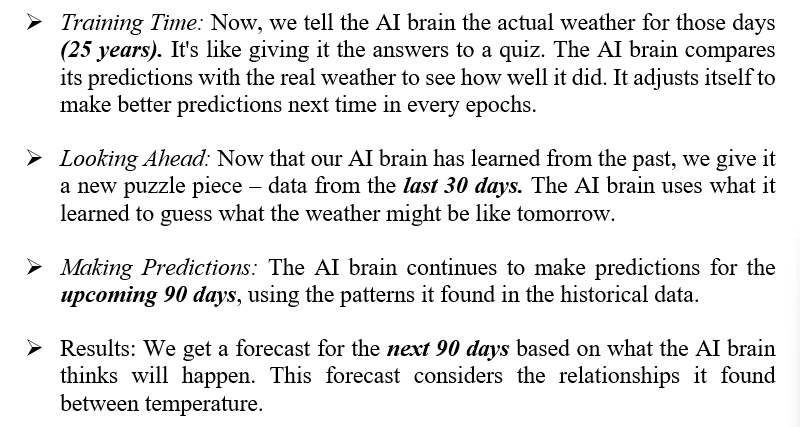 ➢ Training Time: Now, we tell the AI brain the actual weather for those days
(25 years). It's like giving it the answers to a quiz. The AI brain compares
its predictions with the real weather to see how well it did. It adjusts itself to
make better predictions next time in every epochs.
➢ Looking Ahead: Now that our AI brain has learned from the past, we give it
a new puzzle piece – data from the last 30 days. The AI brain uses what it
learned to guess what the weather might be like tomorrow.
➢ Making Predictions: The AI brain continues to make predictions for the
upcoming 90 days, using the patterns it found in the historical data.
➢ Results: We get a forecast for the next 90 days based on what the AI brain
thinks will happen. This forecast considers the relationships it found
between temperature.